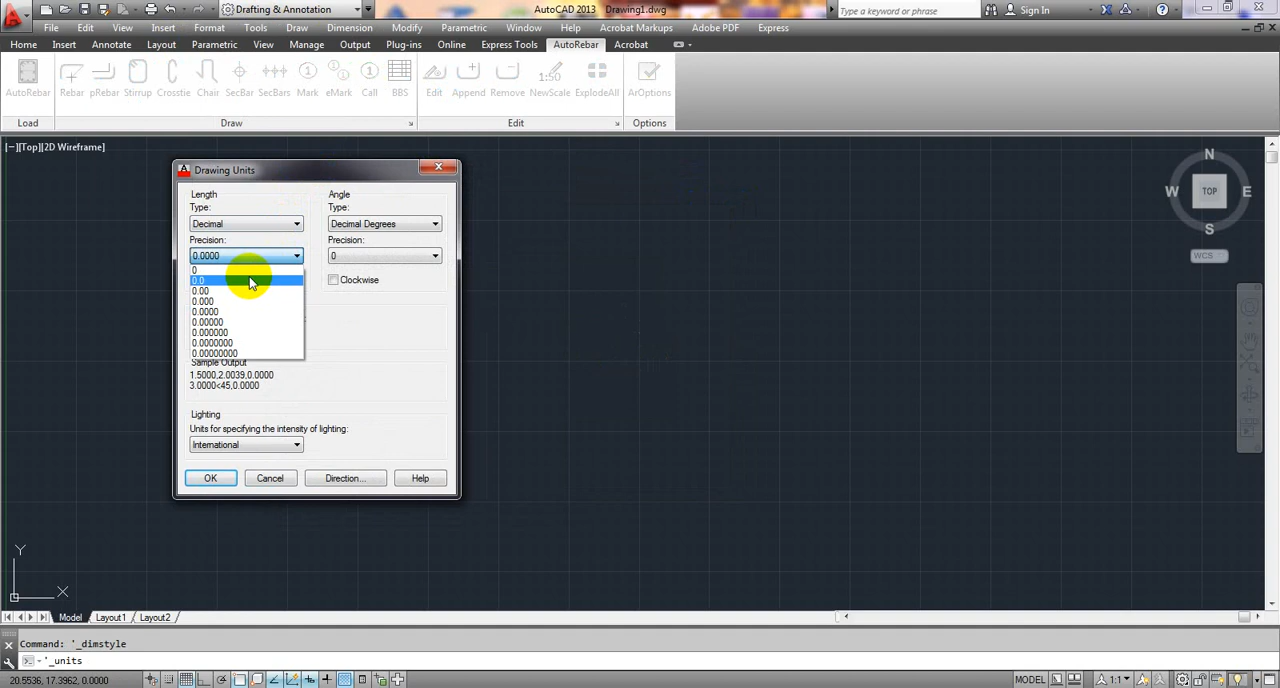 Drafting & Annotation
AutoCAD 2013 Drawing1.dwg
Type a keyword or phrase
Sign In
File Edit View Insert Format Tools Draw Dimension Modify Parametric Window Help Acrobat Markups Adobe PDF Express
Home Insert Annotate Layout Parametric View Manage Output Plug-ins Online Express Tools AutoRebar Acrobat
AutoRebar Rebar pRebar Stirrup Crosstie Chair SecBar SecBars Mark eMark Call BBS Edit Append Remove NewScale ExplodeAll ArOptions
1:50
Load Draw Edit Options
[−][Top][2D Wireframe]
N
W TOP E
S
WCS
Drawing Units
Length
Type:
Decimal
Precision:
0.0000
0
0.0
0.00
0.000
0.0000
0.00000
0.000000
0.0000000
0.00000000
Angle
Type:
Decimal Degrees
Precision:
0
Clockwise
Sample Output
1.5000,2.0039,0.0000
3.0000<45,0.0000
Lighting
Units for specifying the intensity of lighting:
International
OK Cancel Direction... Help
Y
X
Model Layout1 Layout2
Command: '_dimstyle
'_units
20.5536, 17.3962, 0.0000
MODEL
1:1